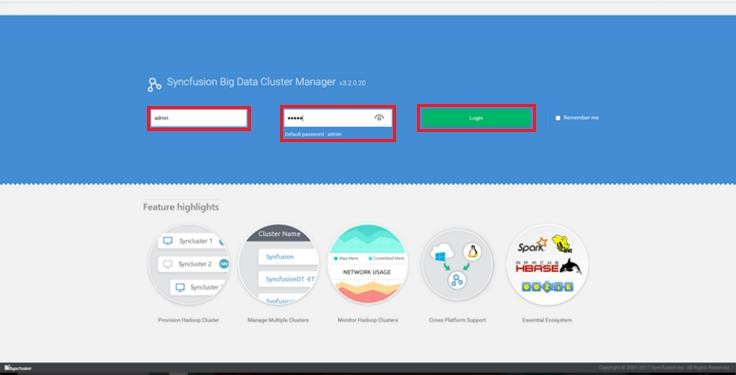 Syncfusion Big Data Cluster Manager v3.2.0.20
admin
Default password : admin
Login
Remember me
Feature highlights
Syncluster 1
Syncluster 2
Syncluster
Cluster Name
Synfusion
SyncfusionDT -ET
Max Mem
Committed Mem
NETWORK USAGE
Spark
APACHE
HBASE
OOZIE
Provision Hadoop Cluster
Manage Multiple Clusters
Monitor Hadoop Clusters
Cross Platform Support
Essential Ecosystem
Syncfusion
Copyright © 2001-2017 Syncfusion Inc. All Rights Reserved